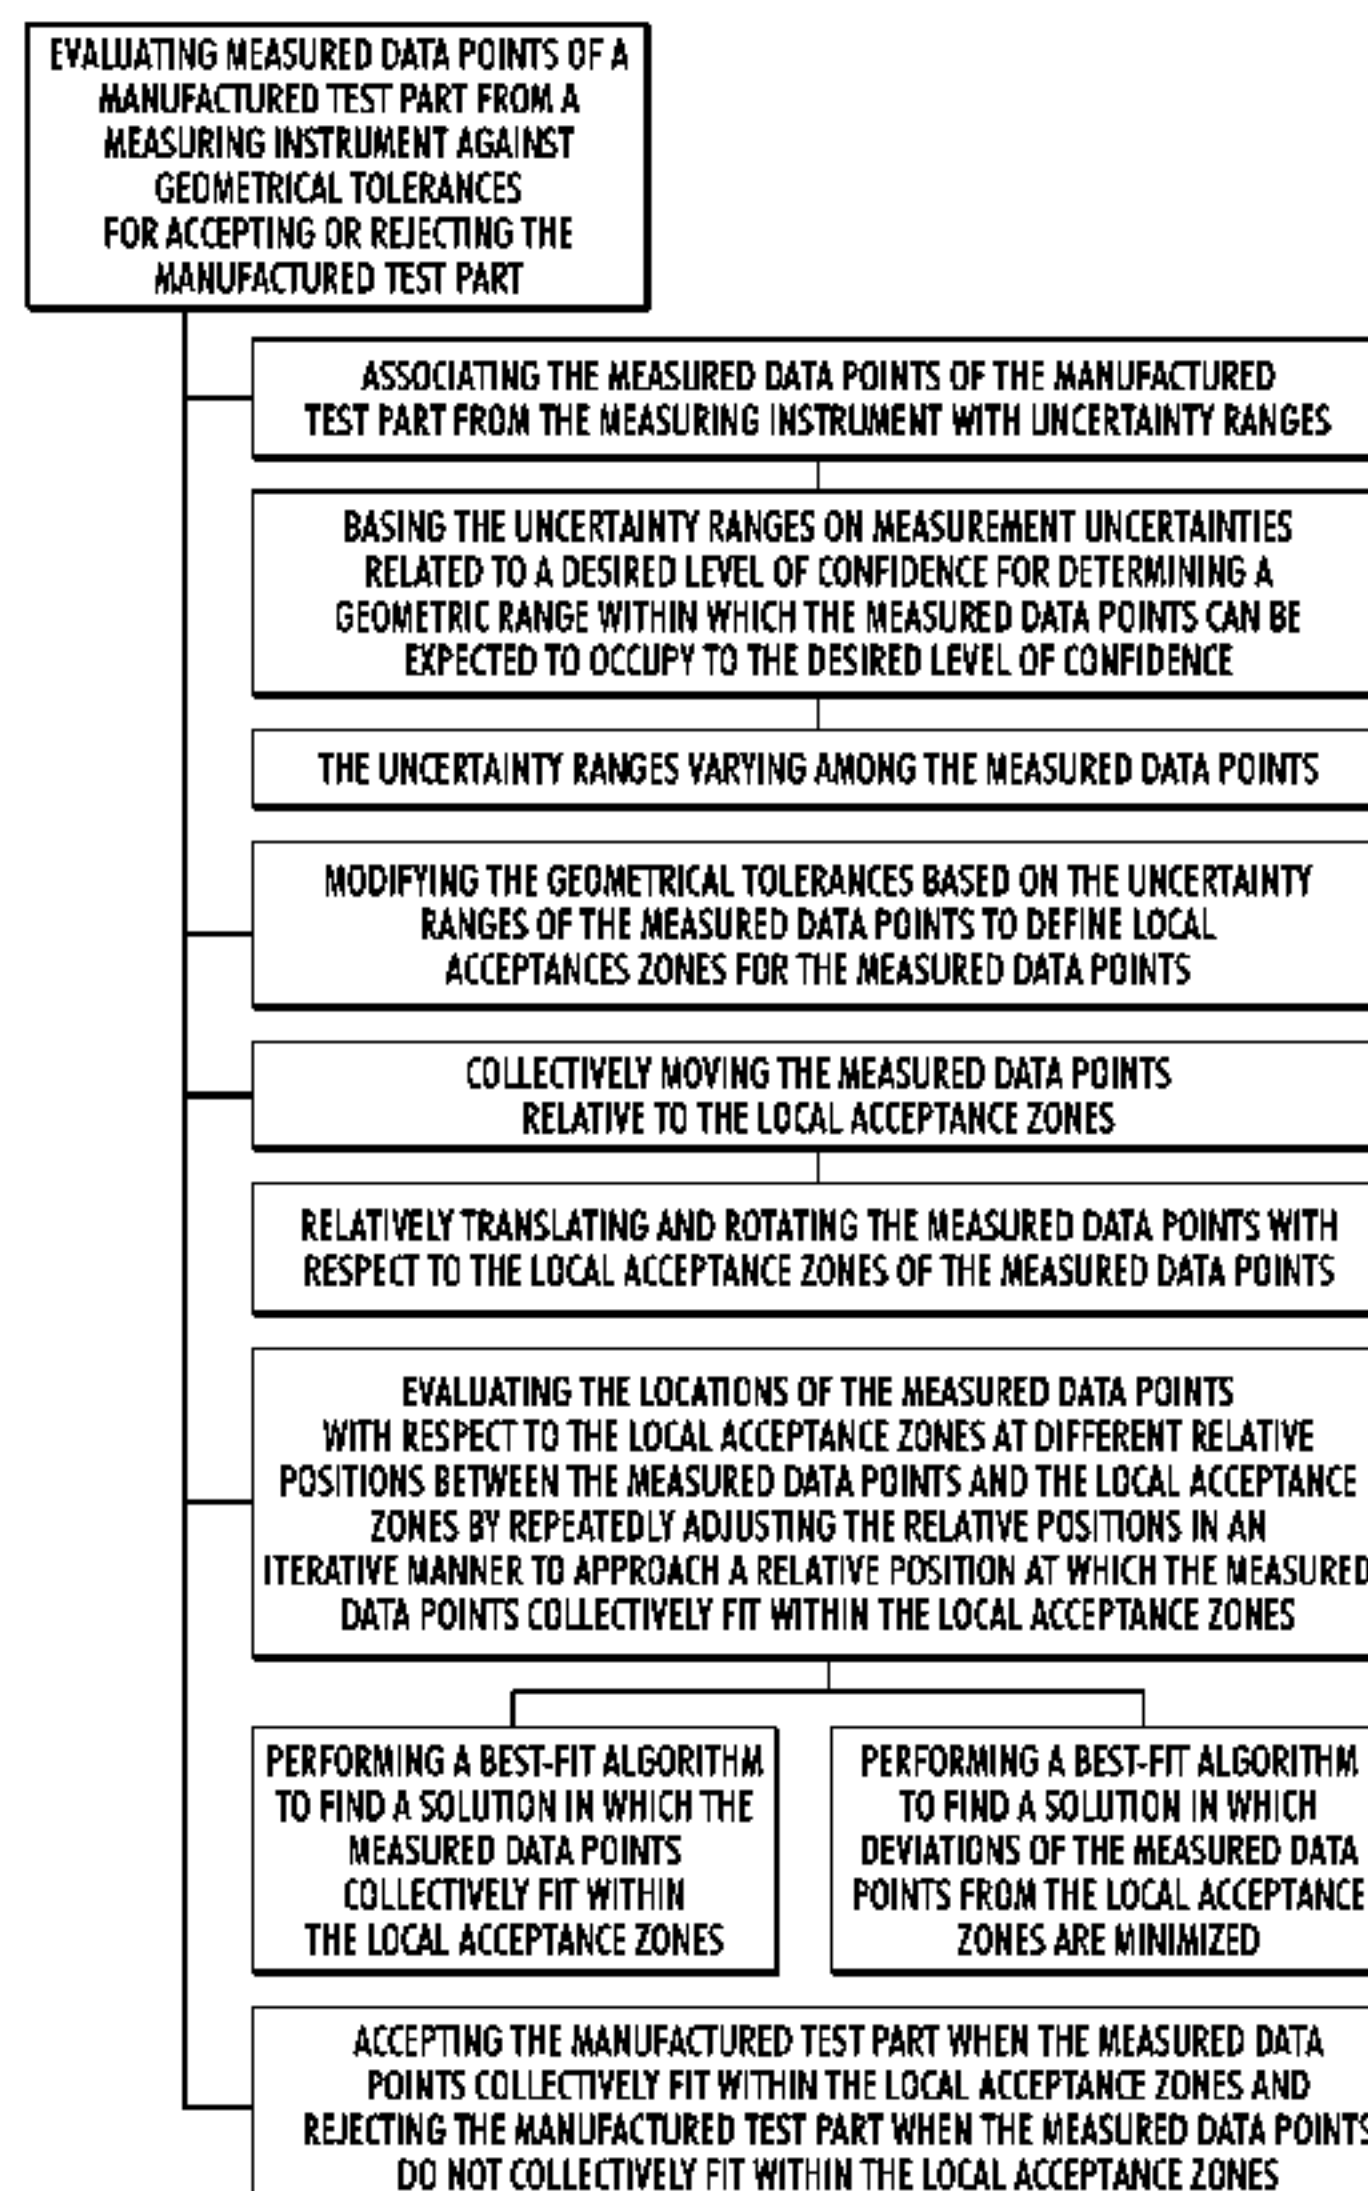 EVALUATING MEASURED DATA POINTS OF A
MANUFACTURED TEST PART FROM A
MEASURING INSTRUMENT AGAINST
GEOMETRICAL TOLERANCES
FOR ACCEPTING OR REJECTING THE
MANUFACTURED TEST PART
ASSOCIATING THE MEASURED DATA POINTS OF THE MANUFACTURED
TEST PART FROM THE MEASURING INSTRUMENT WITH UNCERTAINTY RANGES
BASING THE UNCERTAINTY RANGES ON MEASUREMENT UNCERTAINTIES
RELATED TO A DESIRED LEVEL OF CONFIDENCE FOR DETERMINING A
GEOMETRIC RANGE WITHIN WHICH THE MEASURED DATA POINTS CAN BE
EXPECTED TO OCCUPY TO THE DESIRED LEVEL OF CONFIDENCE
THE UNCERTAINTY RANGES VARYING AMONG THE MEASURED DATA POINTS
MODIFYING THE GEOMETRICAL TOLERANCES BASED ON THE UNCERTAINTY
RANGES OF THE MEASURED DATA POINTS TO DEFINE LOCAL
ACCEPTANCES ZONES FOR THE MEASURED DATA POINTS
COLLECTIVELY MOVING THE MEASURED DATA POINTS
RELATIVE TO THE LOCAL ACCEPTANCE ZONES
RELATIVELY TRANSLATING AND ROTATING THE MEASURED DATA POINTS WITH
RESPECT TO THE LOCAL ACCEPTANCE ZONES OF THE MEASURED DATA POINTS
EVALUATING THE LOCATIONS OF THE MEASURED DATA POINTS
WITH RESPECT TO THE LOCAL ACCEPTANCE ZONES AT DIFFERENT RELATIVE
POSITIONS BETWEEN THE MEASURED DATA POINTS AND THE LOCAL ACCEPTANCE
ZONES BY REPEATEDLY ADJUSTING THE RELATIVE POSITIONS IN AN
ITERATIVE MANNER TO APPROACH A RELATIVE POSITION AT WHICH THE MEASURED
DATA POINTS COLLECTIVELY FIT WITHIN THE LOCAL ACCEPTANCE ZONES
PERFORMING A BEST-FIT ALGORITHM
TO FIND A SOLUTION IN WHICH THE
MEASURED DATA POINTS
COLLECTIVELY FIT WITHIN
THE LOCAL ACCEPTANCE ZONES
PERFORMING A BEST-FIT ALGORITHM
TO FIND A SOLUTION IN WHICH
DEVIATIONS OF THE MEASURED DATA
POINTS FROM THE LOCAL ACCEPTANCE
ZONES ARE MINIMIZED
ACCEPTING THE MANUFACTURED TEST PART WHEN THE MEASURED DATA
POINTS COLLECTIVELY FIT WITHIN THE LOCAL ACCEPTANCE ZONES AND
REJECTING THE MANUFACTURED TEST PART WHEN THE MEASURED DATA POINTS
DO NOT COLLECTIVELY FIT WITHIN THE LOCAL ACCEPTANCE ZONES